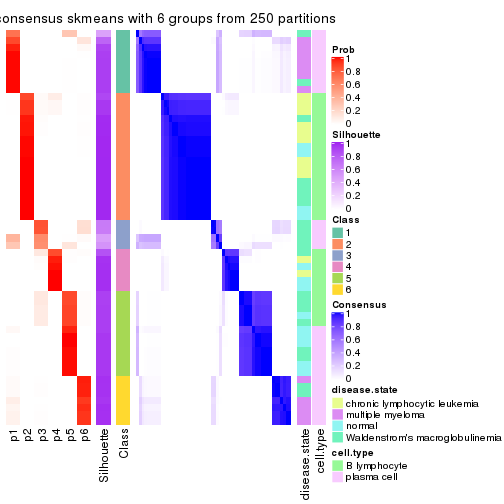 consensus skmeans with 6 groups from 250 partitions
Prob
1
0.8
0.6
0.4
0.2
0
Silhouette
1
0.8
0.6
0.4
0.2
0
Class
1
2
3
4
5
6
Consensus
1
0.8
0.6
0.4
0.2
0
disease.state
chronic lymphocytic leukemia
multiple myeloma
normal
Waldenstrom's macroglobulinemia
cell.type
B lymphocyte
plasma cell
p1
p2
p3
p4
p5
p6
Silhouette
Class
disease.state
cell.type